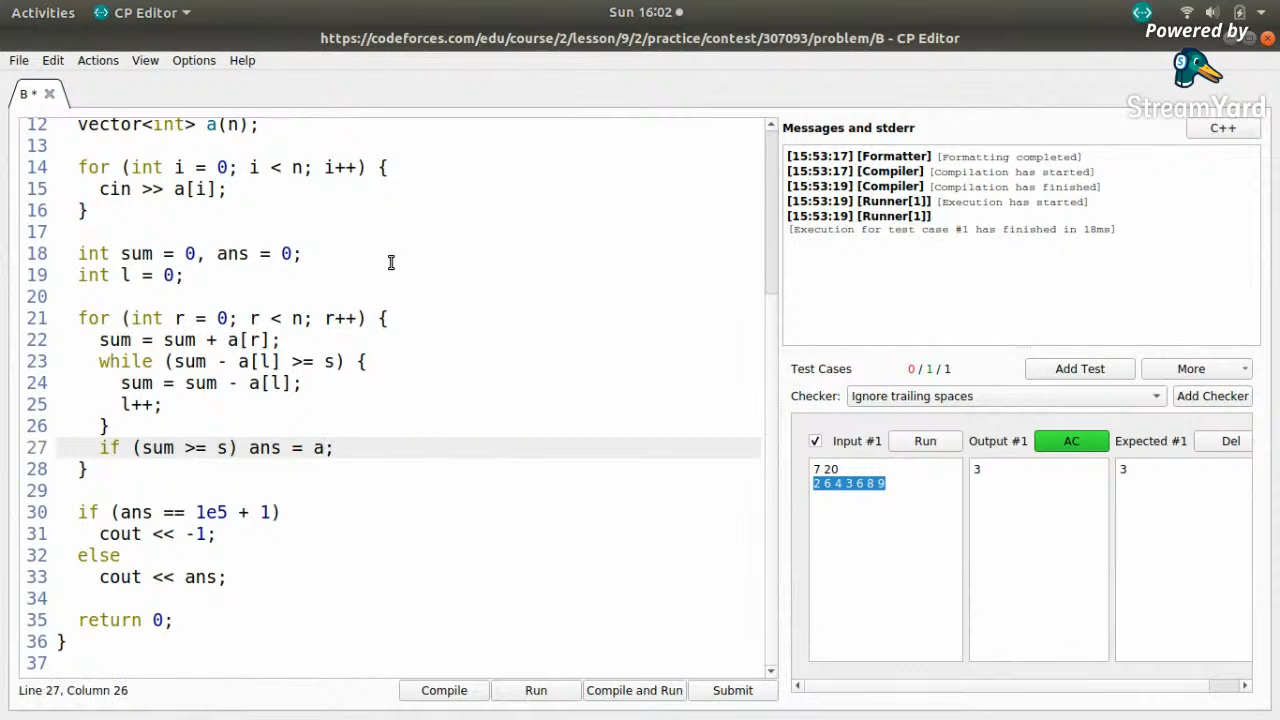 Activities CP Editor Sun 16:02
Powered by
https://codeforces.com/edu/course/2/lesson/9/2/practice/contest/307093/problem/B - CP Editor
File Edit Actions View Options Help
StreamYard
B *
12 vector<int> a(n);
13
14 for (int i = 0; i < n; i++) {
15 cin >> a[i];
16 }
17
18 int sum = 0, ans = 0;
19 int l = 0;
20
21 for (int r = 0; r < n; r++) {
22 sum = sum + a[r];
23 while (sum - a[l] >= s) {
24 sum = sum - a[l];
25 l++;
26 }
27 if (sum >= s) ans = a;
28 }
29
30 if (ans == 1e5 + 1)
31 cout << -1;
32 else
33 cout << ans;
34
35 return 0;
36 }
37
Line 27, Column 26
Compile Run Compile and Run Submit
Messages and stderr
C++
[15:53:17] [Formatter] [Formatting completed]
[15:53:17] [Compiler] [Compilation has started]
[15:53:19] [Compiler] [Compilation has finished]
[15:53:19] [Runner[1]] [Execution has started]
[15:53:19] [Runner[1]]
[Execution for test case #1 has finished in 18ms]
Test Cases 0 / 1 / 1 Add Test More
Checker: Ignore trailing spaces Add Checker
Input #1 Run Output #1 AC Expected #1 Del
7 20
2 6 4 3 6 8 9
3
3